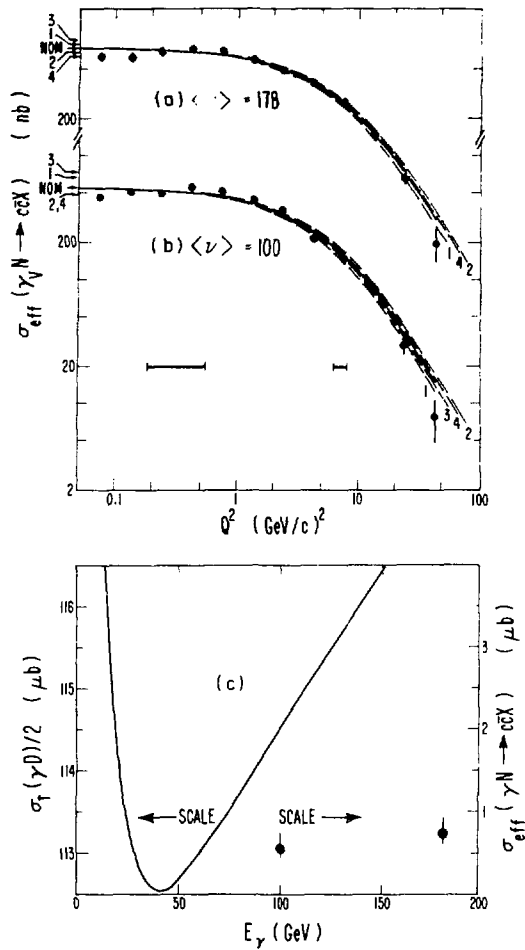 3
1
NOM
2
4
(a) ⟨ ⟩ = 178
200
3
1
NOM
2,4
(b) ⟨ν⟩ = 100
200
1 4 2
20
1
3 4 2
2
0.1 1 10 100
Q² (GeV/c)²
σeff (γV N → cc̄X) (nb)
116
115
114
113
(c)
3
2
1
SCALE SCALE
0 50 100 150 200
Eγ (GeV)
σT (γD)/2 (μb)
σeff (γN → cc̄X) (μb)